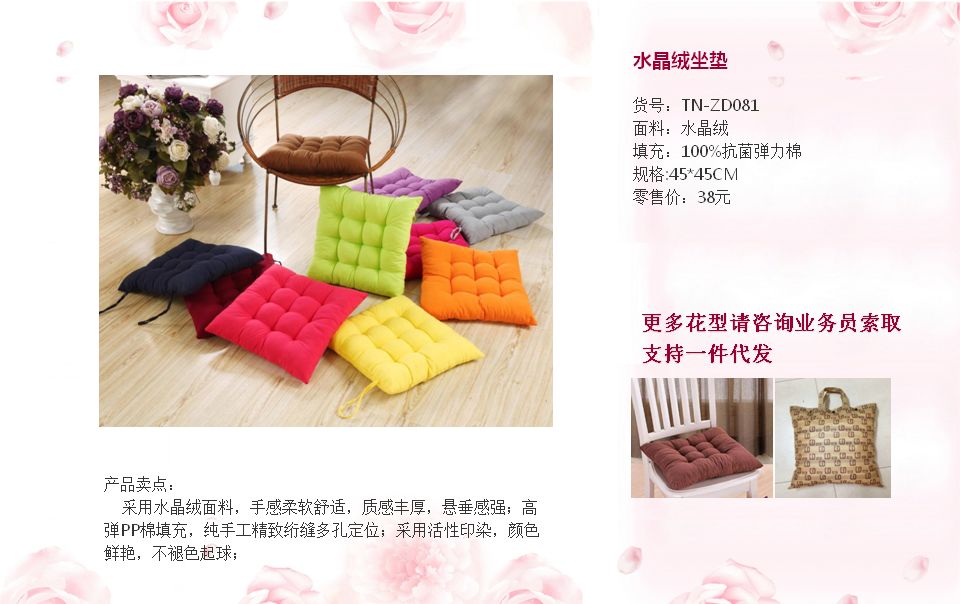 水晶绒坐垫
货号：TN-ZD081
面料：水晶绒
填充：100%抗菌弹力棉
规格:45*45CM
零售价：38元
更多花型请咨询业务员索取
支持一件代发
产品卖点：
采用水晶绒面料，手感柔软舒适，质感丰厚，悬垂感强；高
弹PP棉填充，纯手工精致绗缝多孔定位；采用活性印染，颜色
鲜艳，不褪色起球；